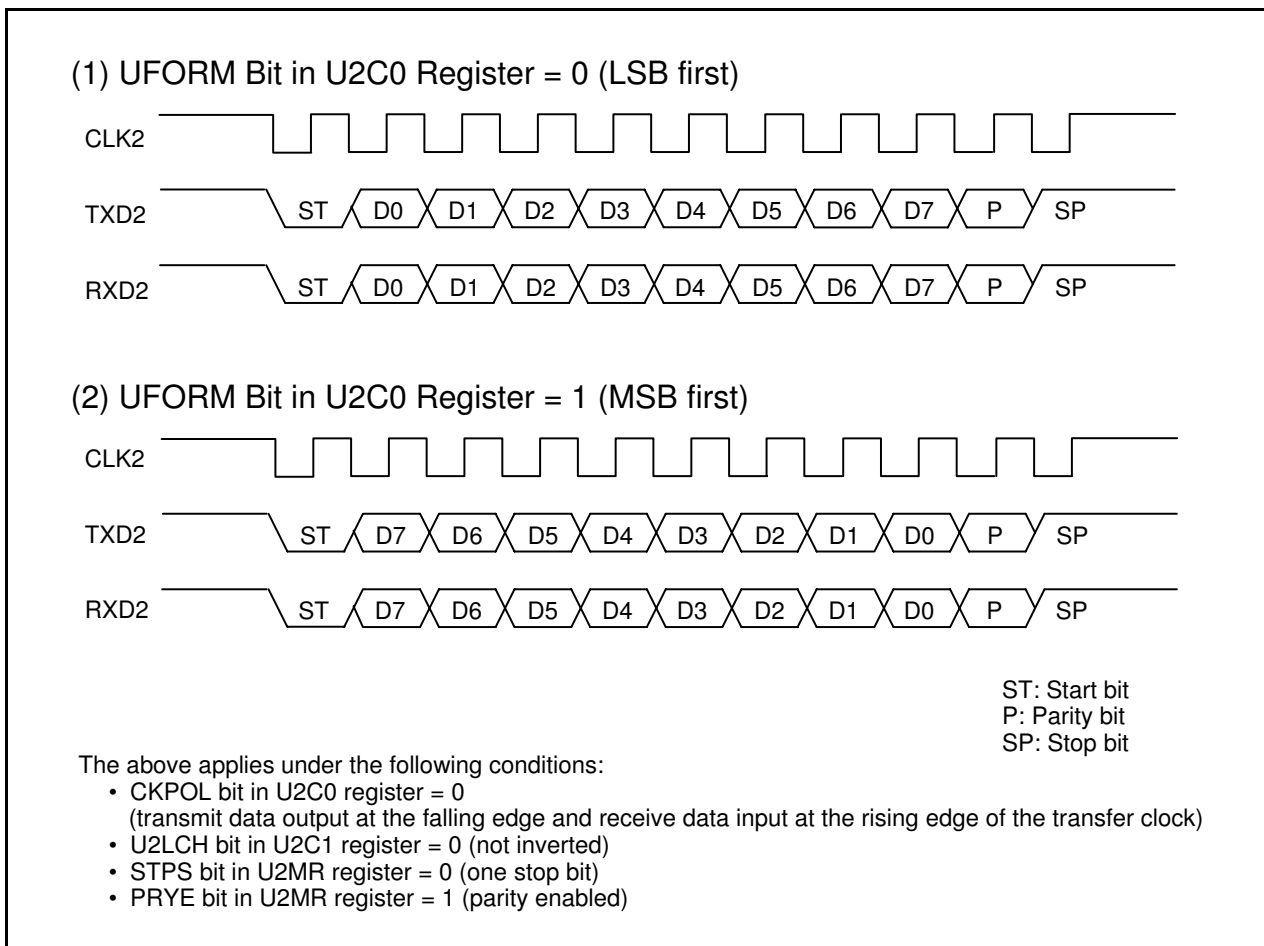 (1) UFORM Bit in U2C0 Register = 0 (LSB first)
CLK2
TXD2 ST D0 D1 D2 D3 D4 D5 D6 D7 P SP
RXD2 ST D0 D1 D2 D3 D4 D5 D6 D7 P SP
(2) UFORM Bit in U2C0 Register = 1 (MSB first)
CLK2
TXD2 ST D7 D6 D5 D4 D3 D2 D1 D0 P SP
RXD2 ST D7 D6 D5 D4 D3 D2 D1 D0 P SP
ST: Start bit
P: Parity bit
SP: Stop bit
The above applies under the following conditions:
• CKPOL bit in U2C0 register = 0
(transmit data output at the falling edge and receive data input at the rising edge of the transfer clock)
• U2LCH bit in U2C1 register = 0 (not inverted)
• STPS bit in U2MR register = 0 (one stop bit)
• PRYE bit in U2MR register = 1 (parity enabled)